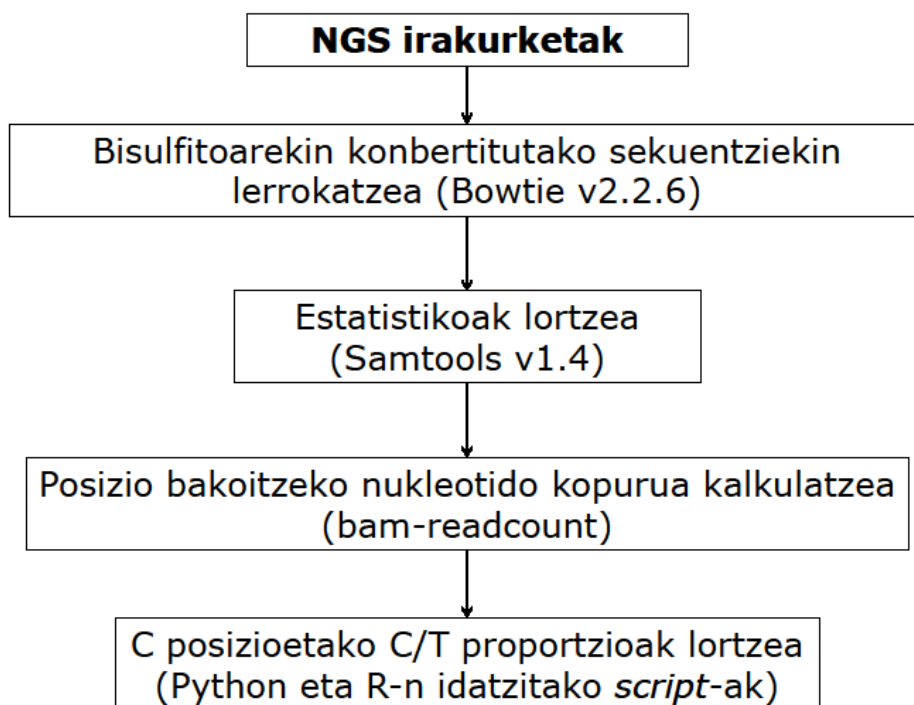 NGS irakurketak
Bisulfitoarekin konbertitutako sekuentziekin
lerrokatzea (Bowtie v2.2.6)
Estatistikoak lortzea
(Samtools v1.4)
Posizio bakoitzeko nukleotido kopurua kalkulatzea
(bam-readcount)
C posizioetako C/T proportzioak lortzea
(Python eta R-n idatzitako script-ak)